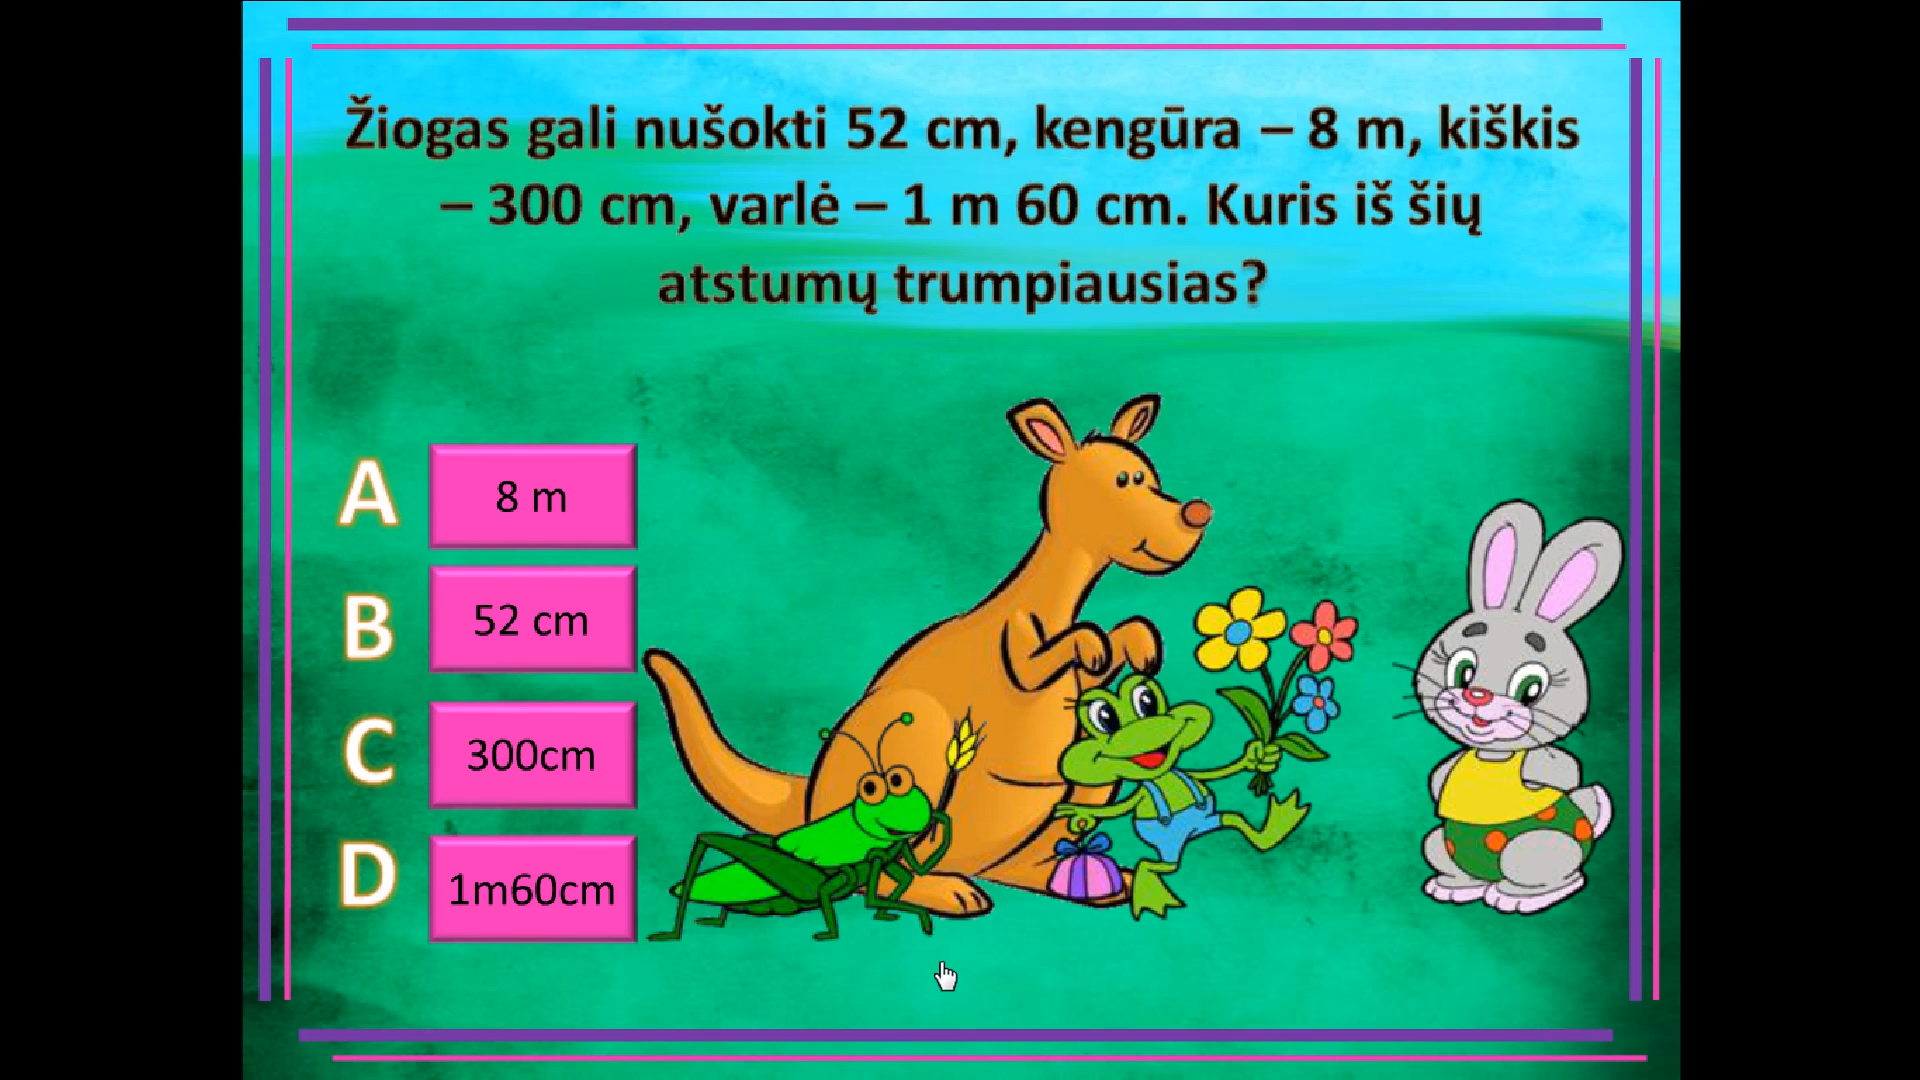 Žiogas gali nušokti 52 cm, kengūra – 8 m, kiškis
– 300 cm, varlė – 1 m 60 cm. Kuris iš šių
atstumų trumpiausias?
A 8 m
B 52 cm
C 300cm
D 1m60cm